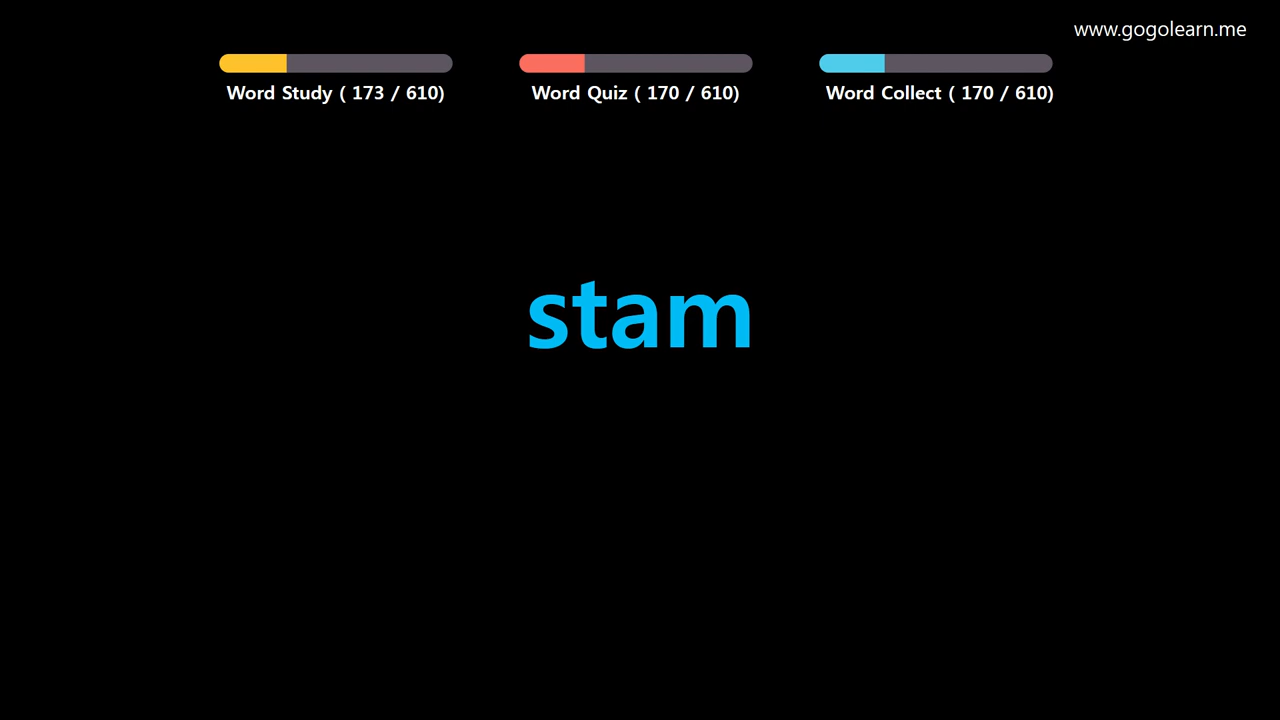 www.gogolearn.me
Word Study ( 173 / 610)
Word Quiz ( 170 / 610)
Word Collect ( 170 / 610)
stam